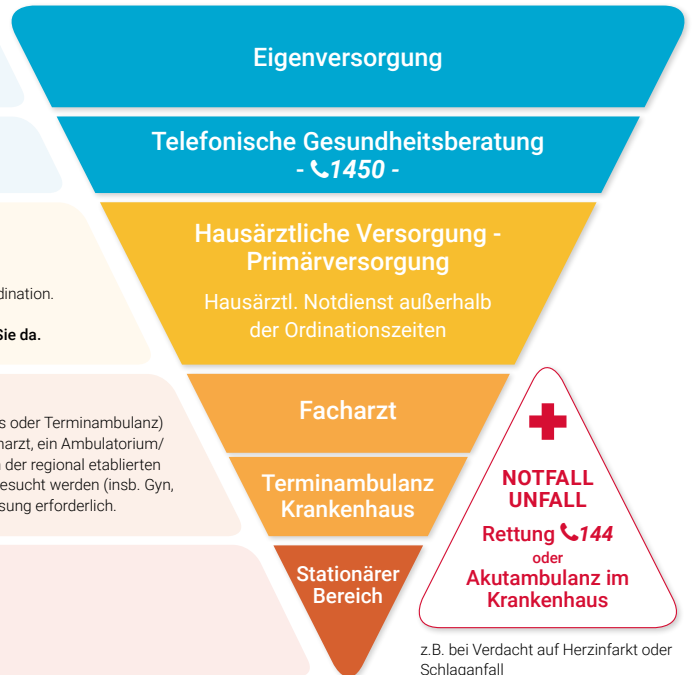 Eigenversorgung
Telefonische Gesundheitsberatung
- 1450 -
Hausärztliche Versorgung -
Primärversorgung
Hausärztl. Notdienst außerhalb
der Ordinationszeiten
dination.
Sie da.
Facharzt
s oder Terminambulanz)
harzt, ein Ambulatorium/
n der regional etablierten
esucht werden (insb. Gyn,
sung erforderlich.
Terminambulanz
Krankenhaus
Stationärer
Bereich
NOTFALL
UNFALL
Rettung 144
oder
Akutambulanz im
Krankenhaus
z.B. bei Verdacht auf Herzinfarkt oder
Schlaganfall